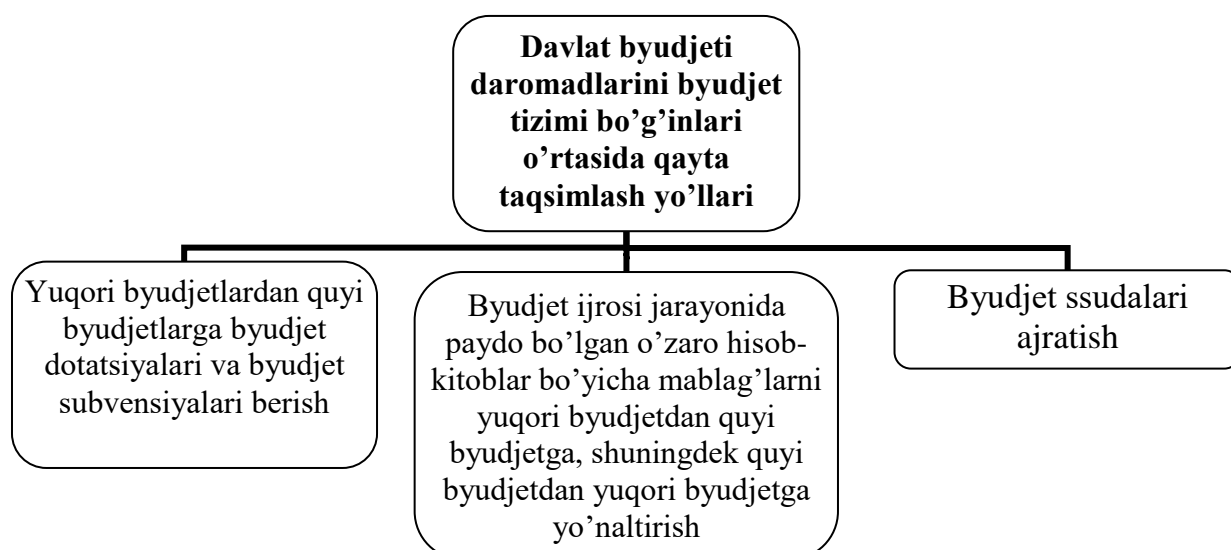 Davlat byudjeti
daromadlarini byudjet
tizimi bo’g’inlari
o’rtasida qayta
taqsimlash yo’llari
Yuqori byudjetlardan quyi
byudjetlarga byudjet
dotatsiyalari va byudjet
subvensiyalari berish
Byudjet ijrosi jarayonida
paydo bo’lgan o’zaro hisob-
kitoblar bo’yicha mablag’larni
yuqori byudjetdan quyi
byudjetga, shuningdek quyi
byudjetdan yuqori byudjetga
yo’naltirish
Byudjet ssudalari
ajratish